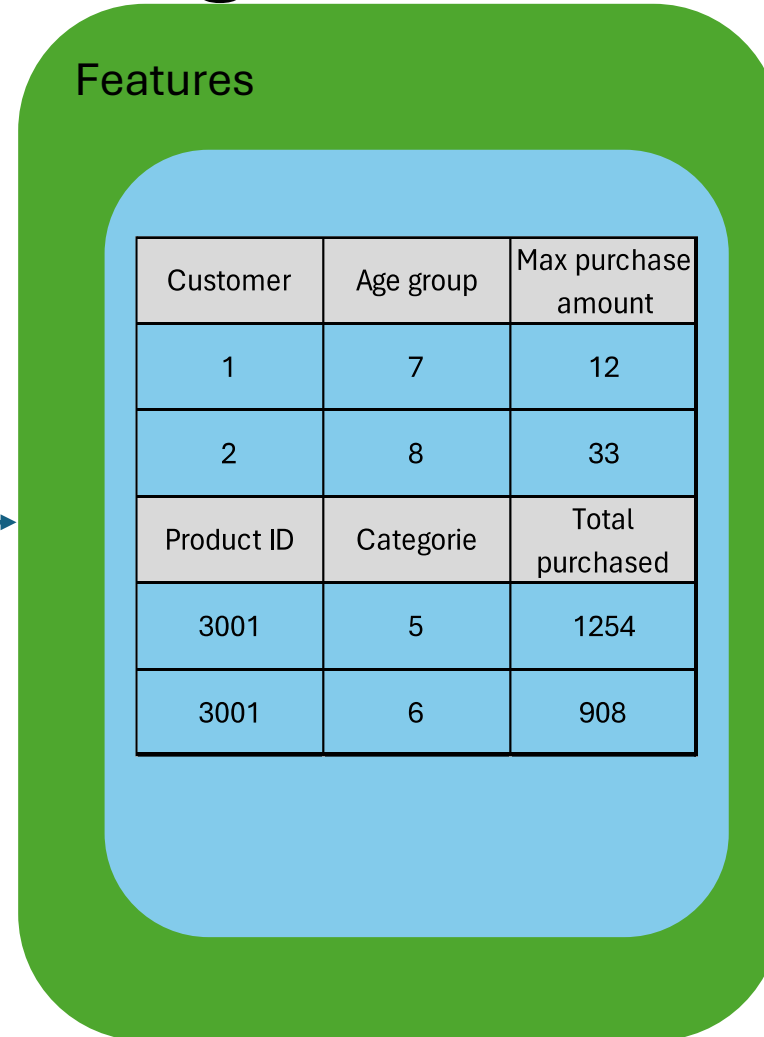 Features
Customer Age group Max purchase amount
1 7 12
2 8 33
Product ID Categorie Total purchased
3001 5 1254
3001 6 908